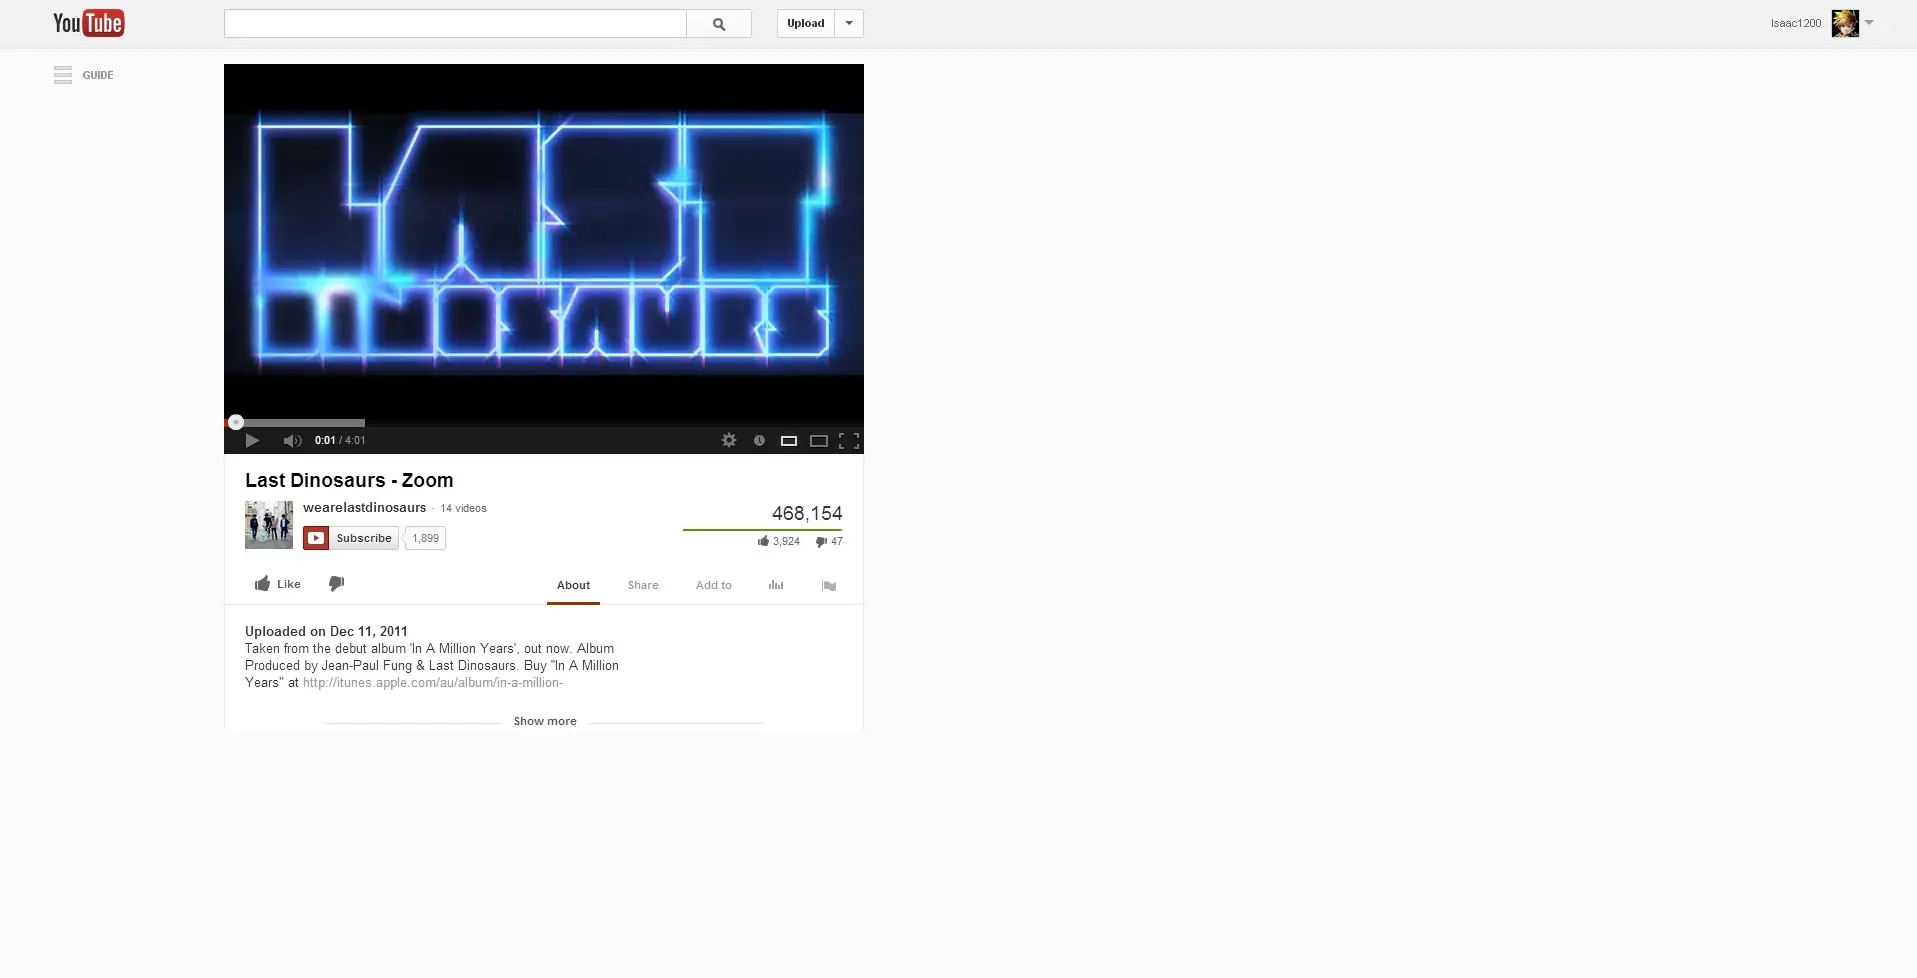 YouTube
Upload
Isaac1200
GUIDE
LAST
DINOSAURS
0:01 / 4:01
Last Dinosaurs - Zoom
wearelastdinosaurs · 14 videos
Subscribe 1,899
468,154
3,924 47
Like
About Share Add to
Uploaded on Dec 11, 2011
Taken from the debut album 'In A Million Years', out now. Album
Produced by Jean-Paul Fung & Last Dinosaurs. Buy "In A Million
Years" at http://itunes.apple.com/au/album/in-a-million-
Show more